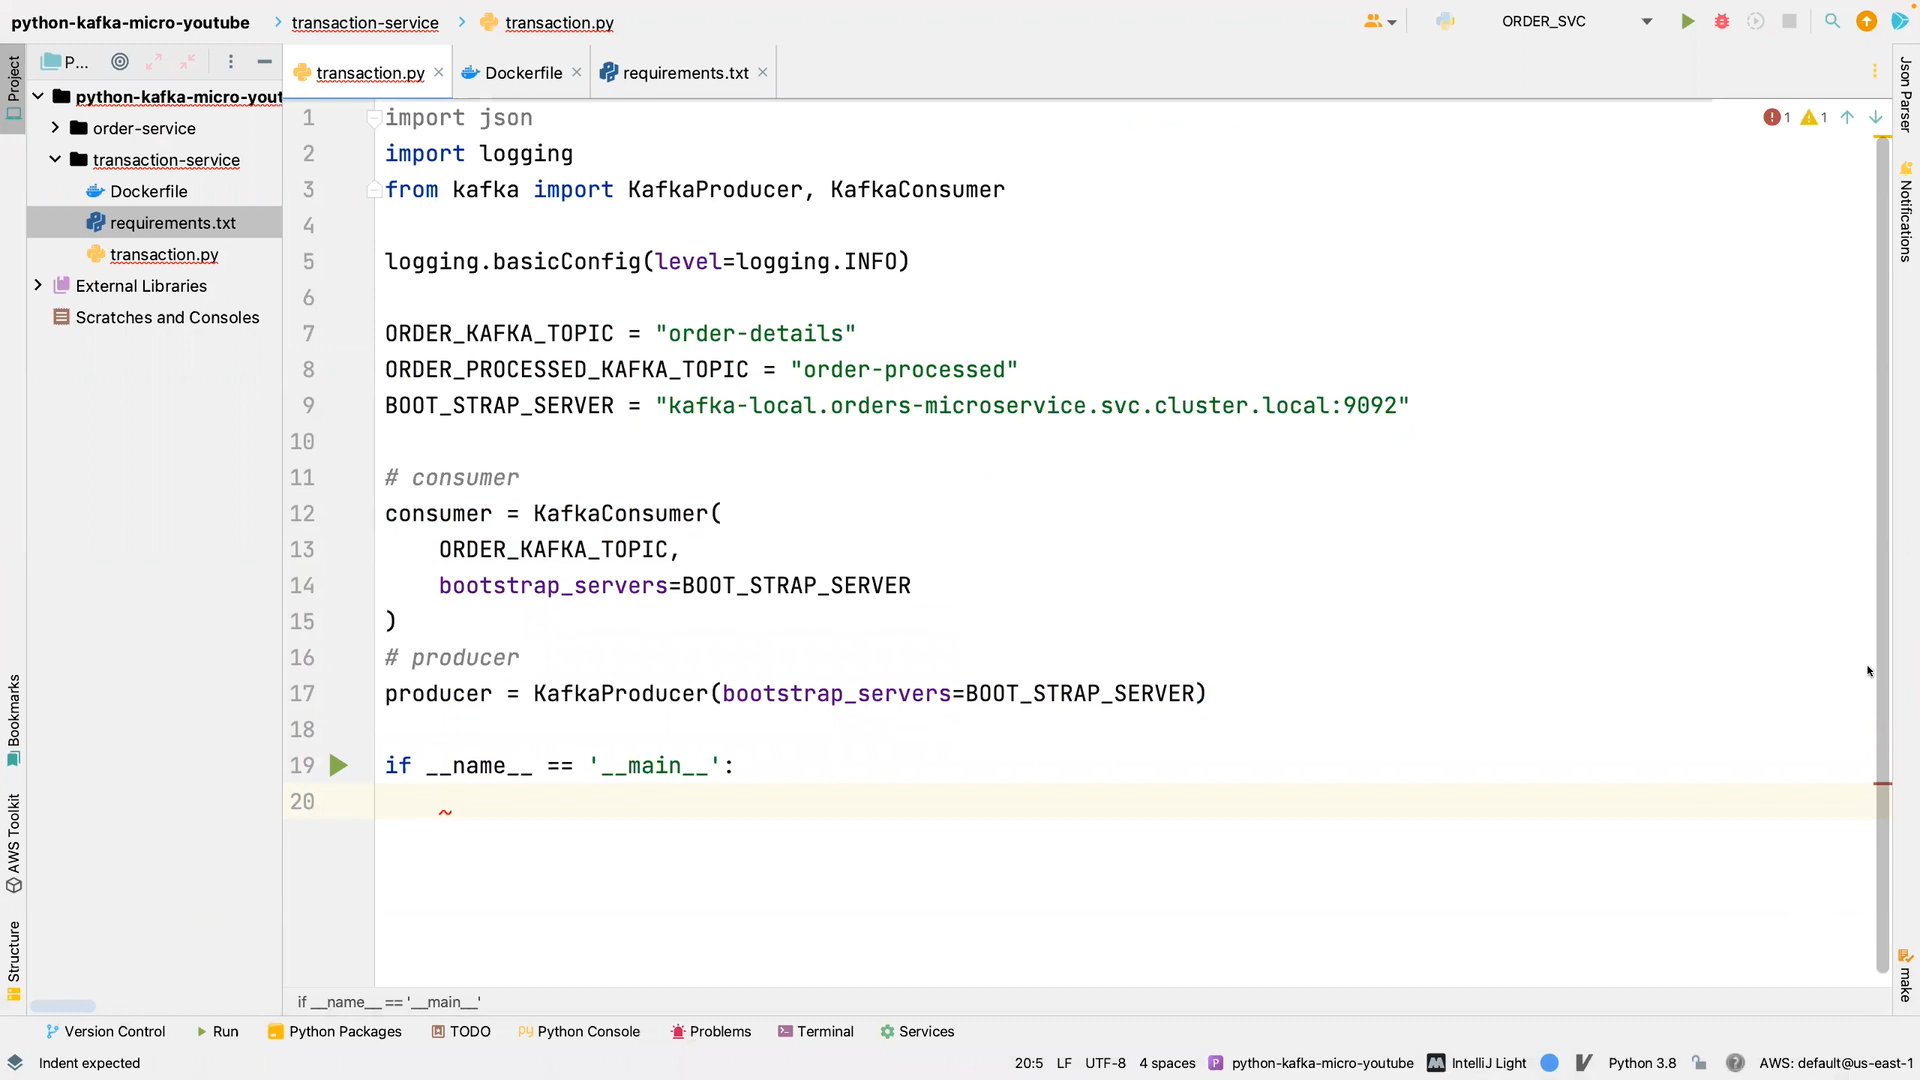 python-kafka-micro-youtube
transaction-service
transaction.py
ORDER_SVC
Project
P...
transaction.py
Dockerfile
requirements.txt
python-kafka-micro-yout
order-service
transaction-service
Dockerfile
requirements.txt
transaction.py
External Libraries
Scratches and Consoles
1 import json
2 import logging
3 from kafka import KafkaProducer, KafkaConsumer
4
5 logging.basicConfig(level=logging.INFO)
6
7 ORDER_KAFKA_TOPIC = "order-details"
8 ORDER_PROCESSED_KAFKA_TOPIC = "order-processed"
9 BOOT_STRAP_SERVER = "kafka-local.orders-microservice.svc.cluster.local:9092"
10
11 # consumer
12 consumer = KafkaConsumer(
13 ORDER_KAFKA_TOPIC,
14 bootstrap_servers=BOOT_STRAP_SERVER
15 )
16 # producer
17 producer = KafkaProducer(bootstrap_servers=BOOT_STRAP_SERVER)
18
19 if __name__ == '__main__':
20
1 1
Json Parser
Notifications
make
Bookmarks
AWS Toolkit
Structure
if __name__ == '__main__'
Version Control Run Python Packages TODO Python Console Problems Terminal Services
Indent expected 20:5 LF UTF-8 4 spaces python-kafka-micro-youtube IntelliJ Light Python 3.8 AWS: default@us-east-1